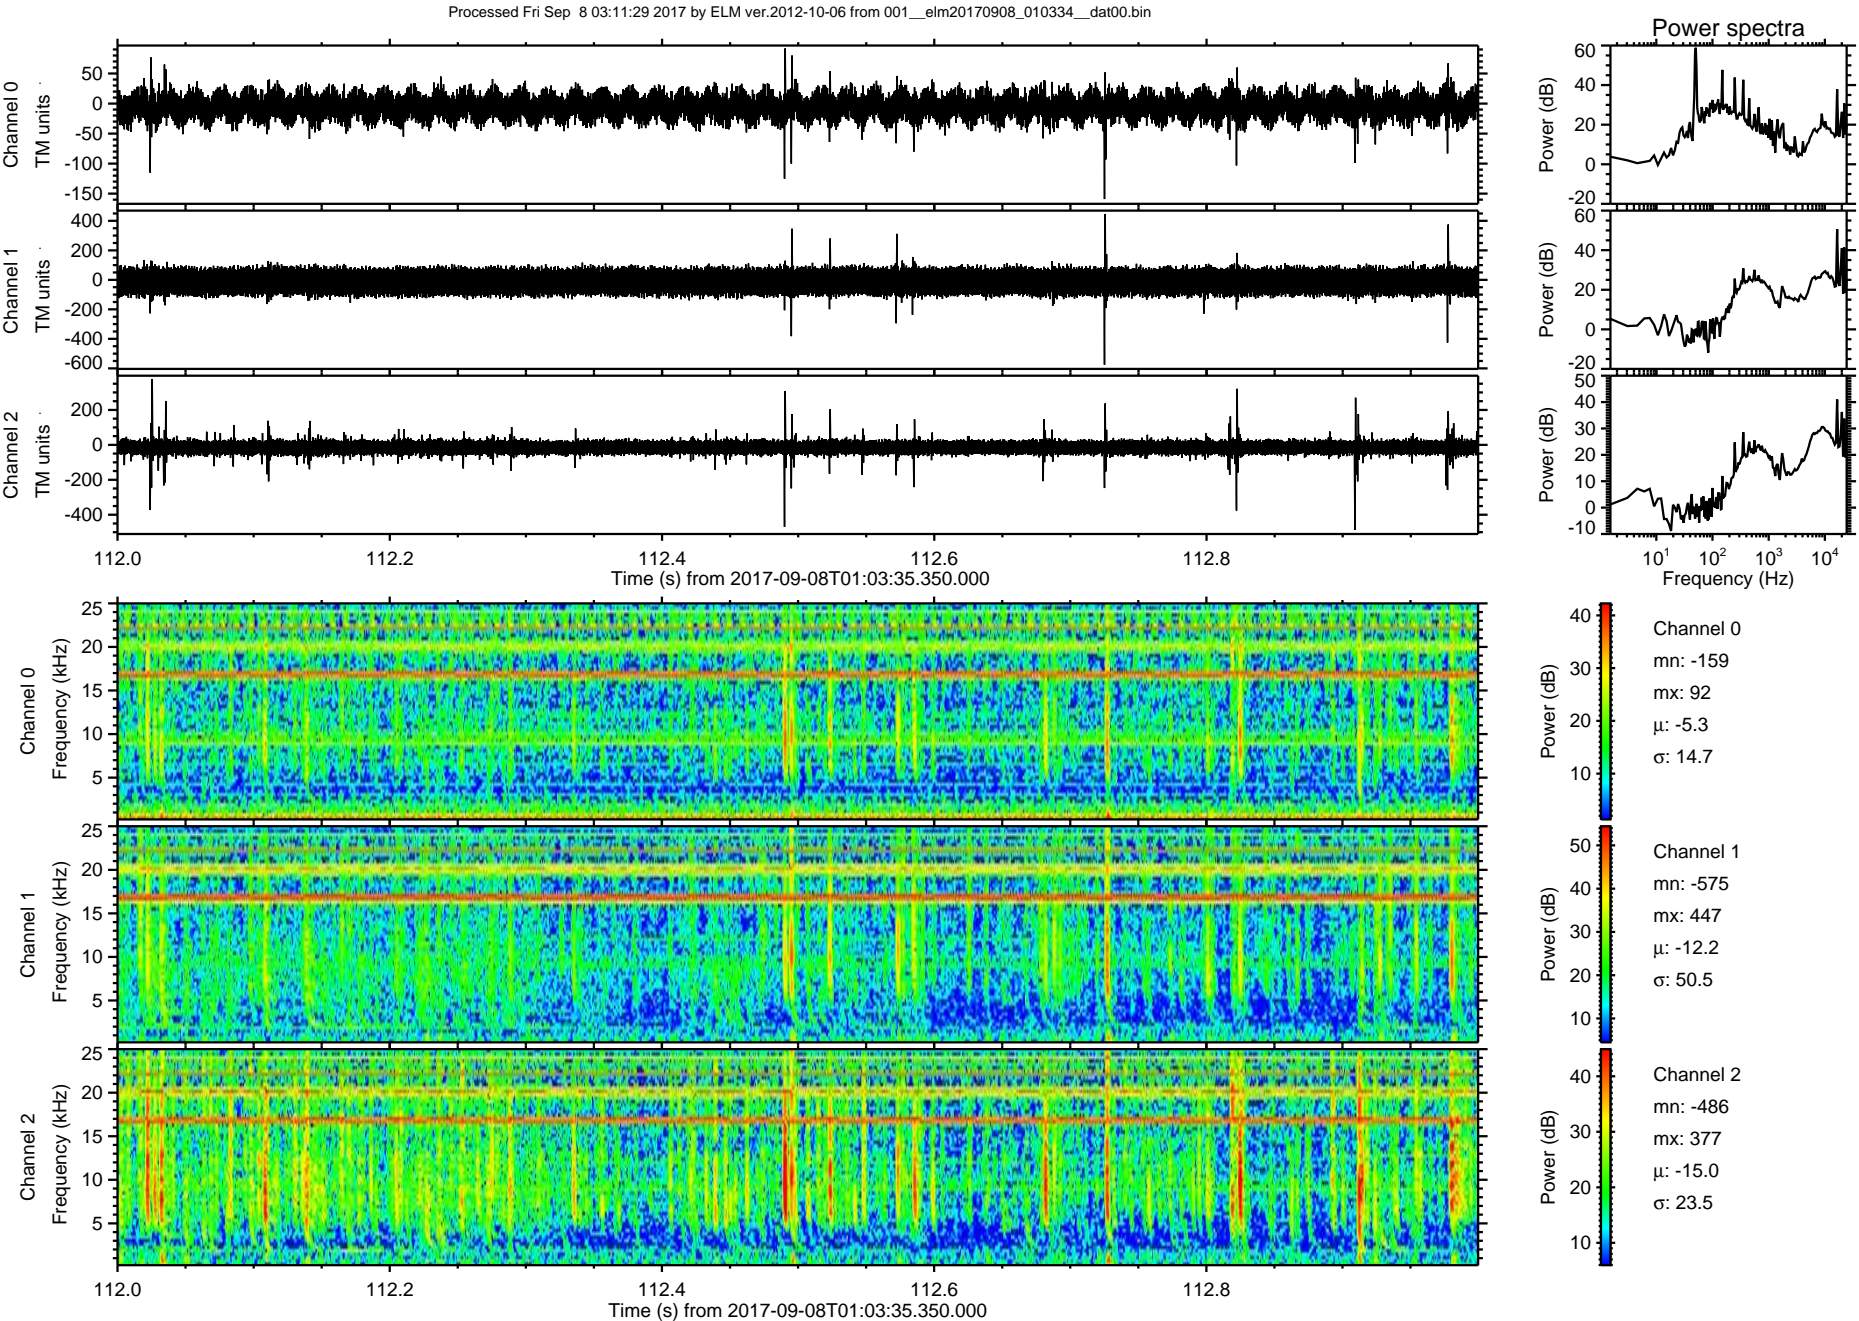 Processed Fri Sep  8 03:11:29 2017 by ELM ver.2012-10-06 from 001__elm20170908_010334__dat00.bin
Power spectra
Channel 0
TM units
50
0
-50
-100
-150
Power (dB)
60
40
20
0
-20
Channel 1
TM units
400
200
0
-200
-400
-600
Power (dB)
60
40
20
0
-20
Channel 2
TM units
200
0
-200
-400
Power (dB)
50
40
30
20
10
0
-10
112.0 112.2 112.4 112.6 112.8
Time (s) from 2017-09-08T01:03:35.350.000
10^1 10^2 10^3 10^4
Frequency (Hz)
Channel 0
Frequency (kHz)
25
20
15
10
5
Power (dB)
40
30
20
10
Channel 0
mn: -159
mx: 92
μ: -5.3
σ: 14.7
Channel 1
Frequency (kHz)
25
20
15
10
5
Power (dB)
50
40
30
20
10
Channel 1
mn: -575
mx: 447
μ: -12.2
σ: 50.5
Channel 2
Frequency (kHz)
25
20
15
10
5
Power (dB)
40
30
20
10
Channel 2
mn: -486
mx: 377
μ: -15.0
σ: 23.5
112.0 112.2 112.4 112.6 112.8
Time (s) from 2017-09-08T01:03:35.350.000